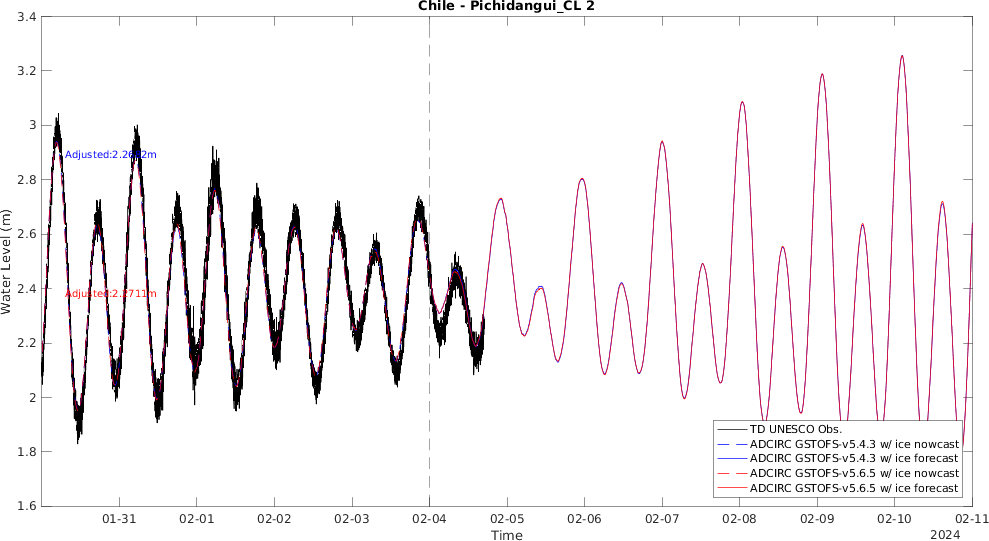 Chile - Pichidangui_CL 2
3.4
3.2
3
2.8
2.6
2.4
2.2
2
1.8
1.6
Water Level (m)
Adjusted:2.2711m
TD UNESCO Obs.
ADCIRC GSTOFS-v5.4.3 w/ ice nowcast
ADCIRC GSTOFS-v5.4.3 w/ ice forecast
ADCIRC GSTOFS-v5.6.5 w/ ice nowcast
ADCIRC GSTOFS-v5.6.5 w/ ice forecast
01-31 02-01 02-02 02-03 02-04 02-05 02-06 02-07 02-08 02-09 02-10 02-11
Time
2024